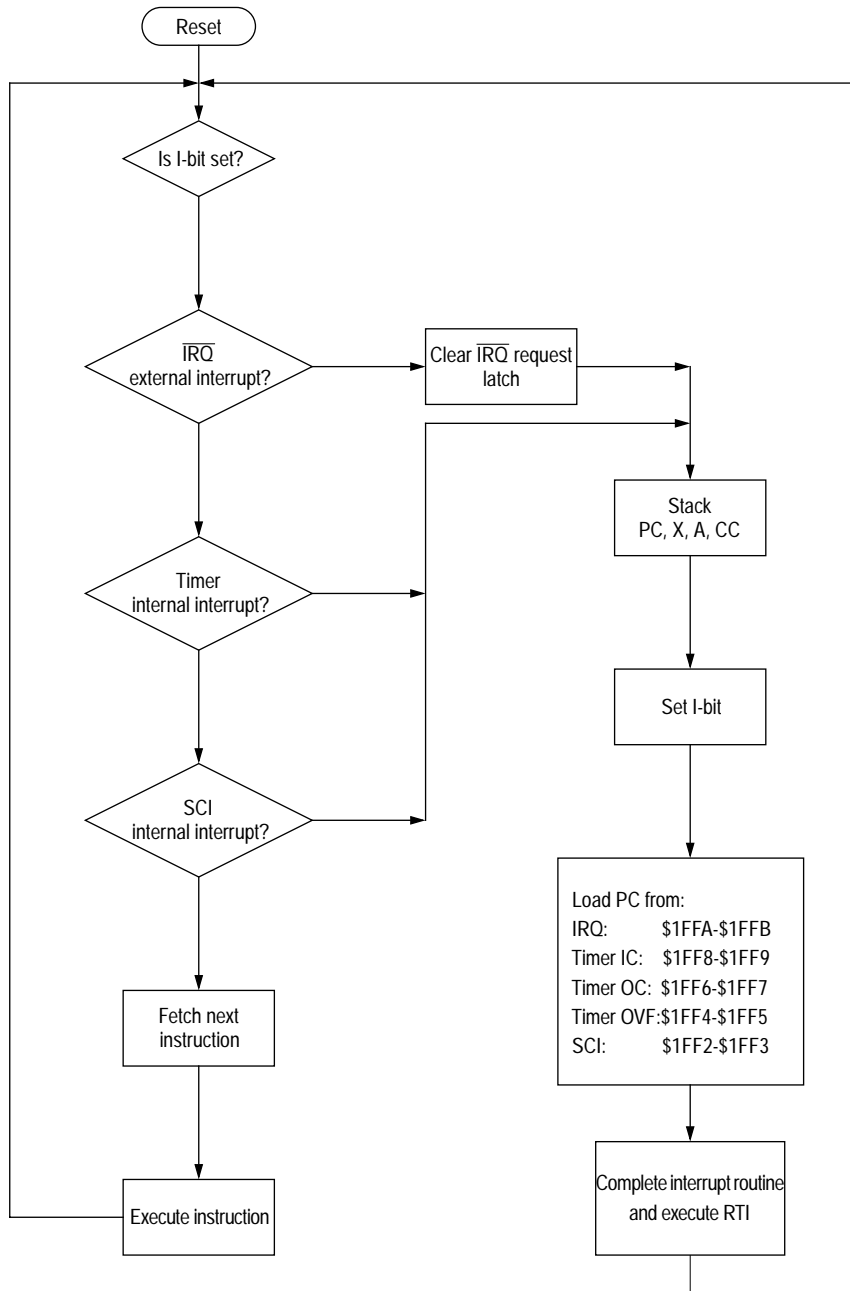 Reset
Is I-bit set?
IRQ
external interrupt?
Clear IRQ request
latch
Stack
PC, X, A, CC
Timer
internal interrupt?
Set I-bit
SCI
internal interrupt?
Load PC from:
IRQ: $1FFA-$1FFB
Timer IC: $1FF8-$1FF9
Timer OC: $1FF6-$1FF7
Timer OVF:$1FF4-$1FF5
SCI: $1FF2-$1FF3
Fetch next
instruction
Complete interrupt routine
and execute RTI
Execute instruction